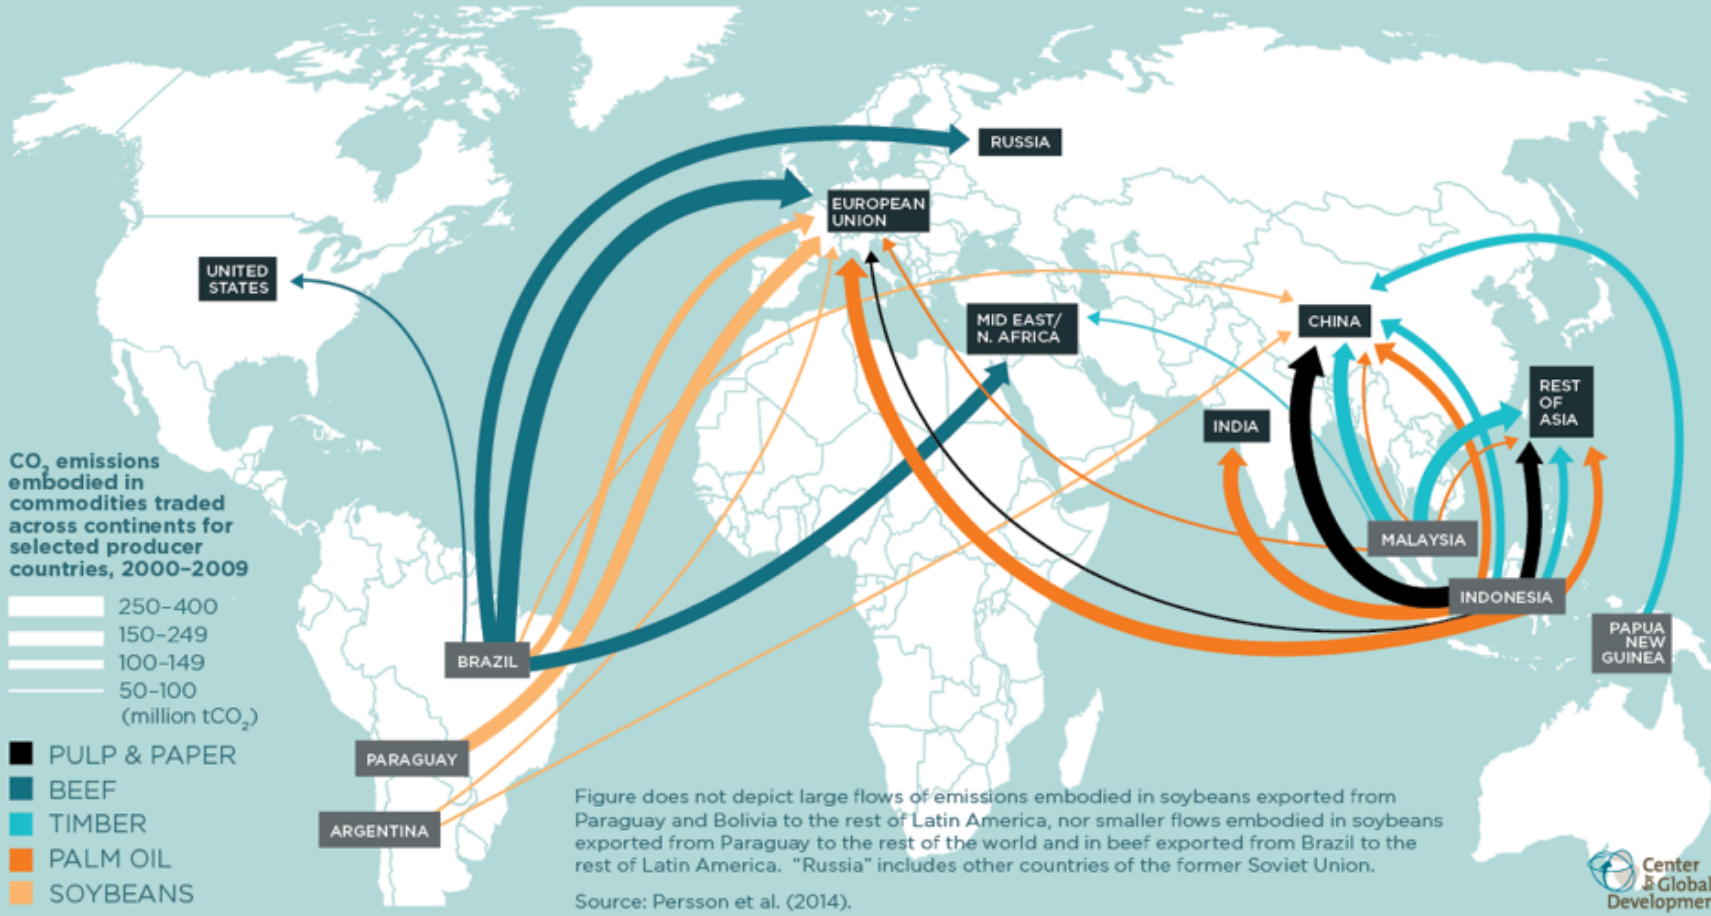 RUSSIA
EUROPEAN
UNION
UNITED
STATES
MID EAST/
N. AFRICA
CHINA
REST
OF
ASIA
INDIA
US
CO₂ emissions
embodied in
commodities traded
across continents for
selected producer
countries, 2000–2009
250–400
150–249
100–149
50–100
(million tCO₂)
PULP & PAPER
BEEF
TIMBER
PALM OIL
SOYBEANS
MALAYSIA
INDONESIA
PAPUA
NEW
GUINEA
BRAZIL
PARAGUAY
ARGENTINA
Figure does not depict large flows of emissions embodied in soybeans exported from
Paraguay and Bolivia to the rest of Latin America, nor smaller flows embodied in soybeans
exported from Paraguay to the rest of the world and in beef exported from Brazil to the
rest of Latin America. “Russia” includes other countries of the former Soviet Union.
Source: Persson et al. (2014).
Center
for Global
Developmen